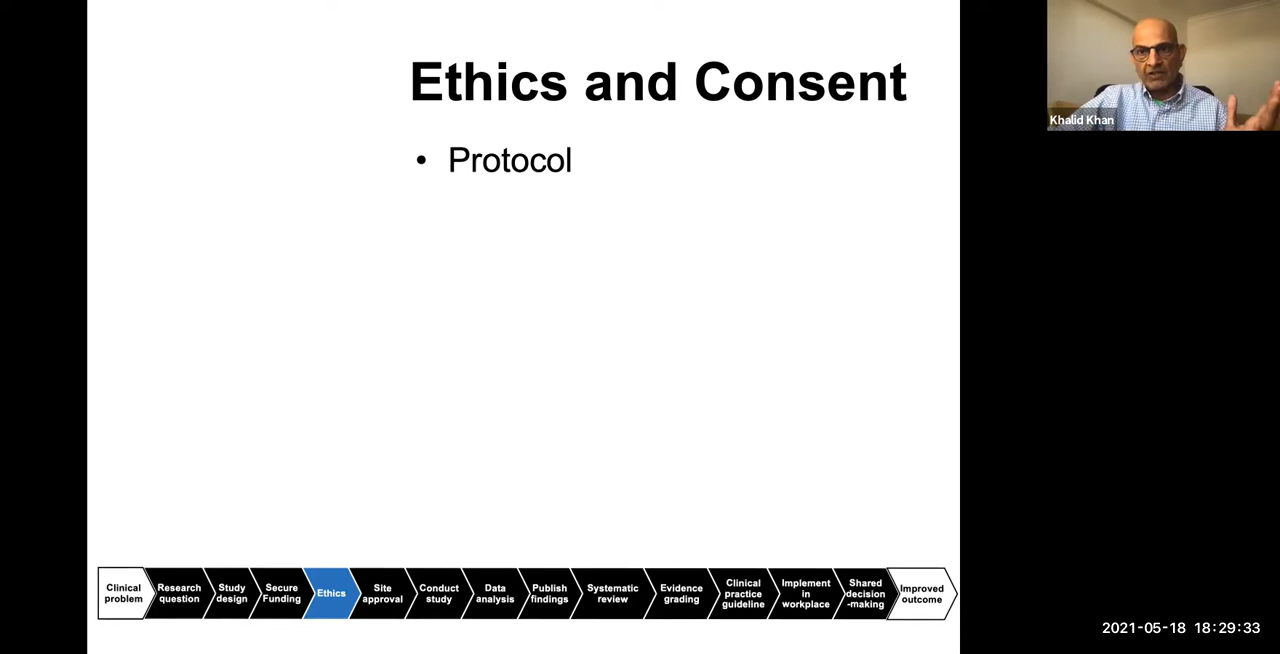 Ethics and Consent
• Protocol
Khalid Khan
Clinical
problem
Research
question
Study
design
Secure
Funding
Ethics
Site
approval
Conduct
study
Data
analysis
Publish
findings
Systematic
review
Evidence
grading
Clinical
practice
guideline
Implement
in
workplace
Shared
decision
-making
Improved
outcome
2021-05-18 18:29:33